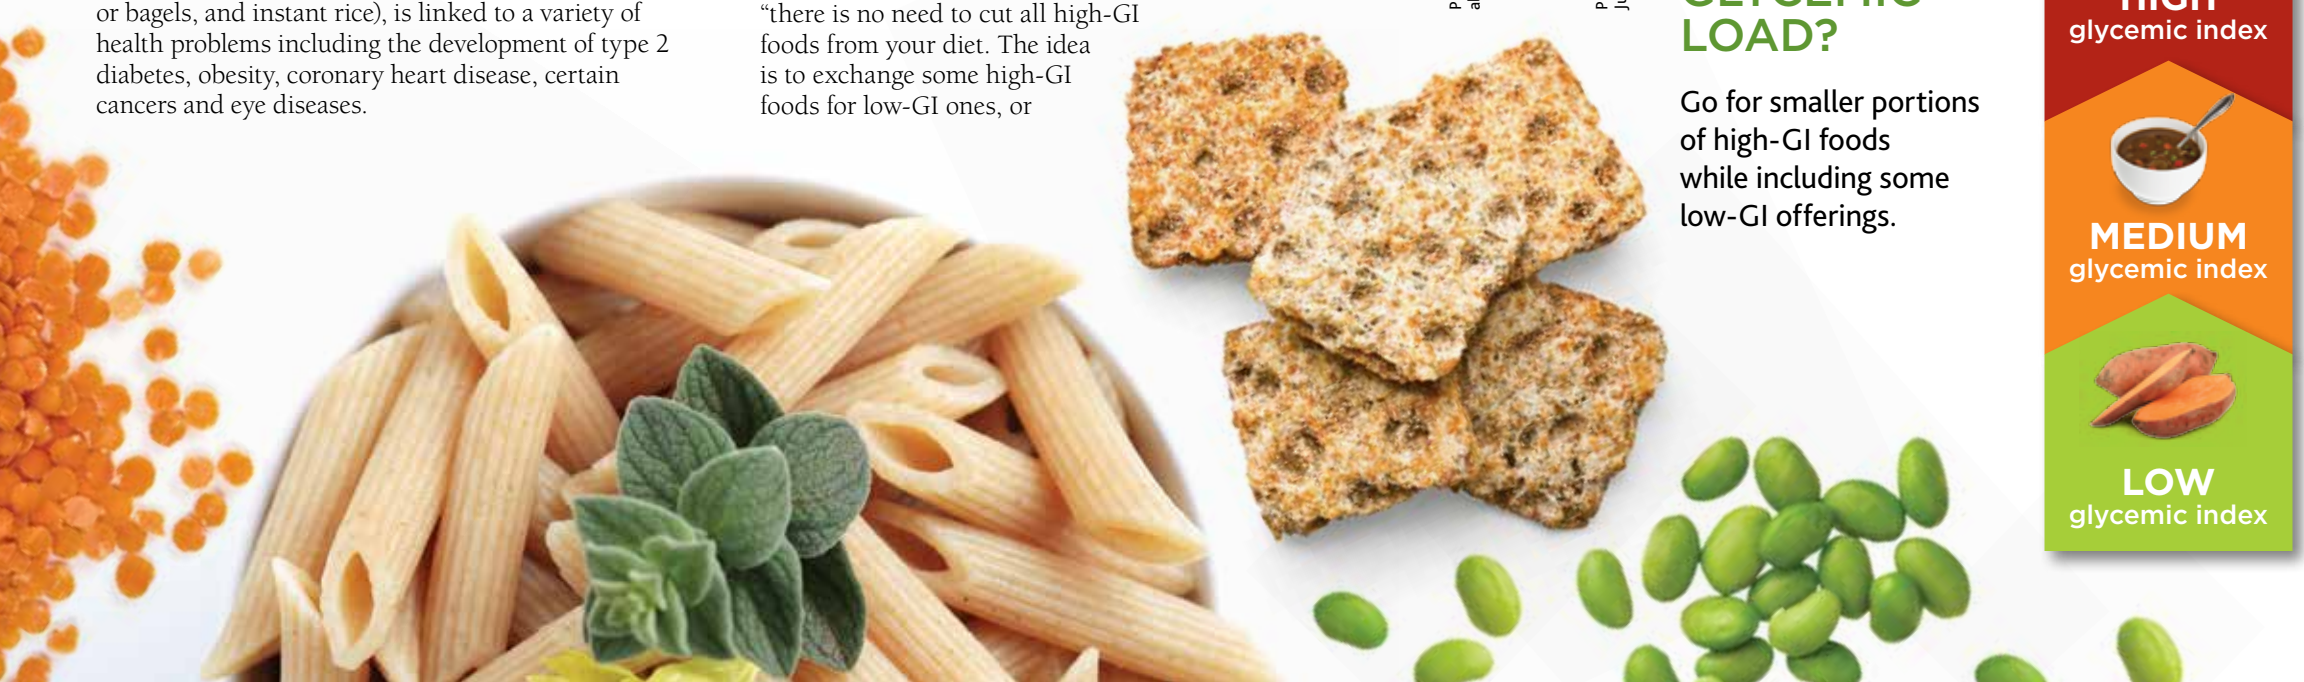 or bagels, and instant rice), is linked to a variety of
health problems including the development of type 2
diabetes, obesity, coronary heart disease, certain
cancers and eye diseases.
“there is no need to cut all high-GI
foods from your diet. The idea
is to exchange some high-GI
foods for low-GI ones, or
GLYCEMIC
LOAD?
Go for smaller portions
of high-GI foods
while including some
low-GI offerings.
HIGH
glycemic index
MEDIUM
glycemic index
LOW
glycemic index